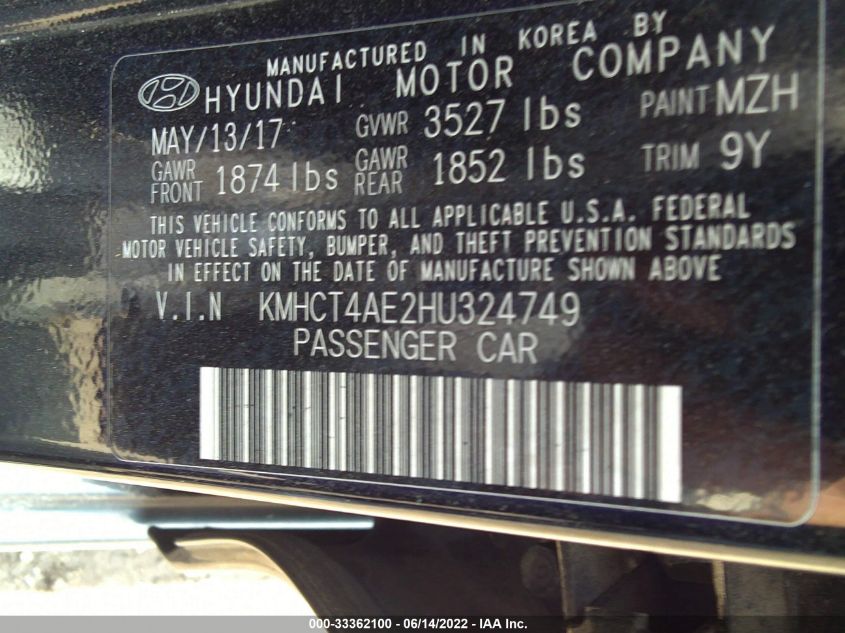 MANUFACTURED IN KOREA BY
HYUNDAI MOTOR COMPANY
MAY/13/17 GVWR 3527 lbs PAINT MZH
GAWR FRONT 1874 lbs GAWR REAR 1852 lbs TRIM 9Y
THIS VEHICLE CONFORMS TO ALL APPLICABLE U.S.A. FEDERAL
MOTOR VEHICLE SAFETY, BUMPER, AND THEFT PREVENTION STANDARDS
IN EFFECT ON THE DATE OF MANUFACTURE SHOWN ABOVE
V.I.N KMHCT4AE2HU324749
PASSENGER CAR
000-33362100 - 06/14/2022 - IAA Inc.